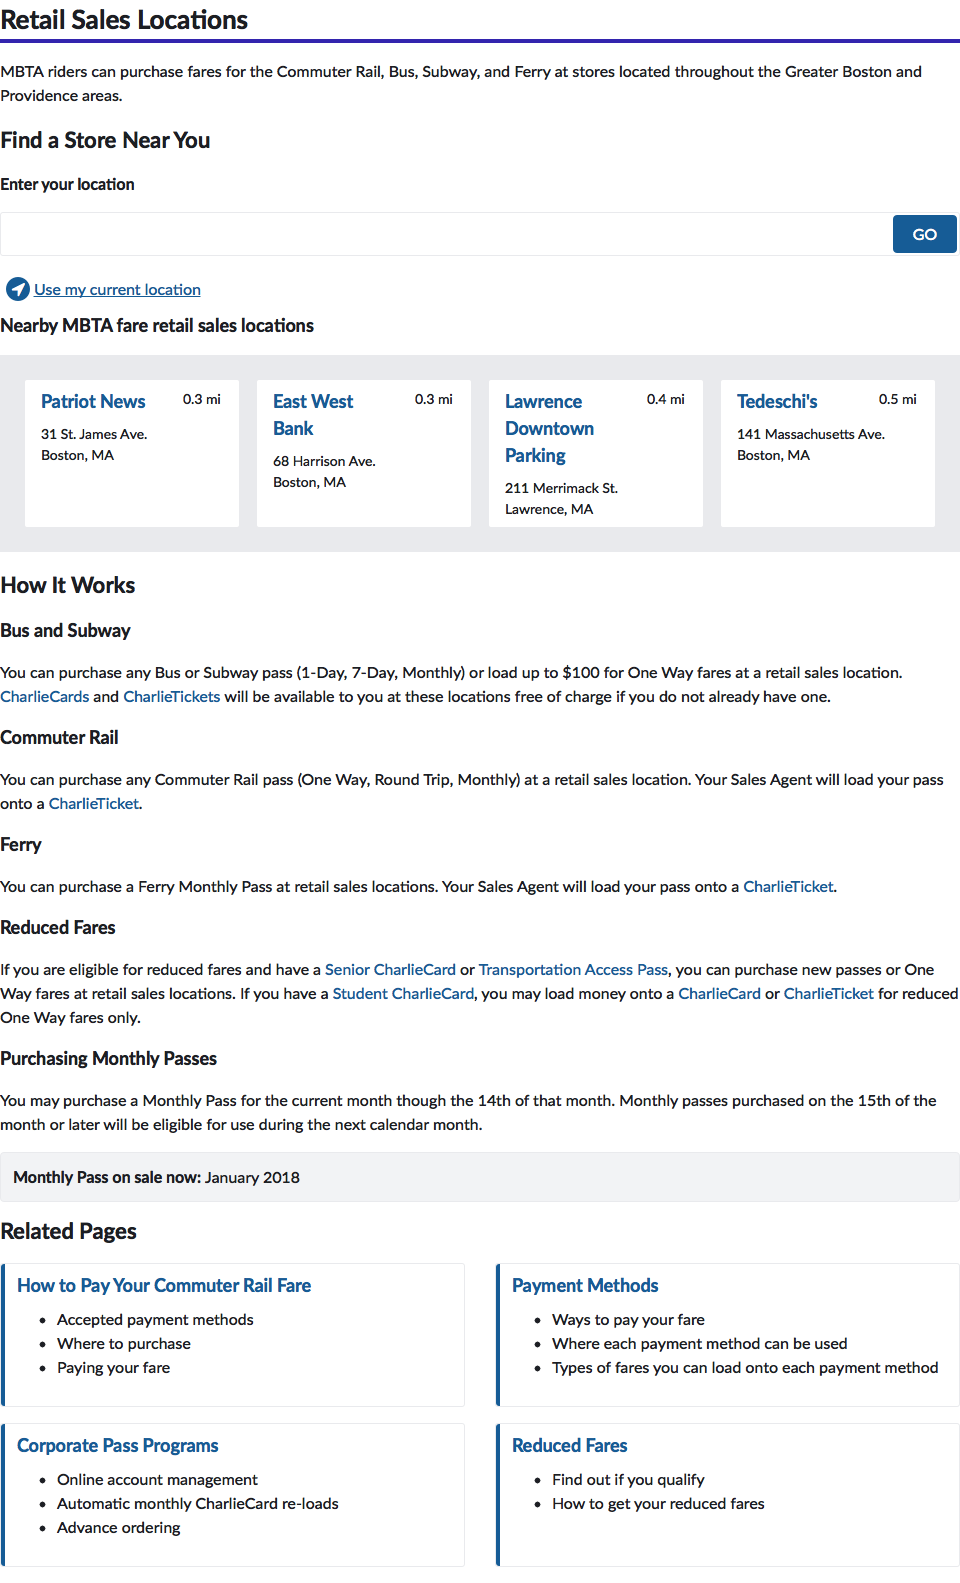 Retail Sales Locations
MBTA riders can purchase fares for the Commuter Rail, Bus, Subway, and Ferry at stores located throughout the Greater Boston and
Providence areas.
Find a Store Near You
Enter your location
GO
Use my current location
Nearby MBTA fare retail sales locations
Patriot News 0.3 mi
31 St. James Ave.
Boston, MA
East West 0.3 mi
Bank
68 Harrison Ave.
Boston, MA
Lawrence 0.4 mi
Downtown
Parking
211 Merrimack St.
Lawrence, MA
Tedeschi's 0.5 mi
141 Massachusetts Ave.
Boston, MA
How It Works
Bus and Subway
You can purchase any Bus or Subway pass (1-Day, 7-Day, Monthly) or load up to $100 for One Way fares at a retail sales location.
CharlieCards and CharlieTickets will be available to you at these locations free of charge if you do not already have one.
Commuter Rail
You can purchase any Commuter Rail pass (One Way, Round Trip, Monthly) at a retail sales location. Your Sales Agent will load your pass
onto a CharlieTicket.
Ferry
You can purchase a Ferry Monthly Pass at retail sales locations. Your Sales Agent will load your pass onto a CharlieTicket.
Reduced Fares
If you are eligible for reduced fares and have a Senior CharlieCard or Transportation Access Pass, you can purchase new passes or One
Way fares at retail sales locations. If you have a Student CharlieCard, you may load money onto a CharlieCard or CharlieTicket for reduced
One Way fares only.
Purchasing Monthly Passes
You may purchase a Monthly Pass for the current month though the 14th of that month. Monthly passes purchased on the 15th of the
month or later will be eligible for use during the next calendar month.
Monthly Pass on sale now: January 2018
Related Pages
How to Pay Your Commuter Rail Fare
• Accepted payment methods
• Where to purchase
• Paying your fare
Payment Methods
• Ways to pay your fare
• Where each payment method can be used
• Types of fares you can load onto each payment method
Corporate Pass Programs
• Online account management
• Automatic monthly CharlieCard re-loads
• Advance ordering
Reduced Fares
• Find out if you qualify
• How to get your reduced fares